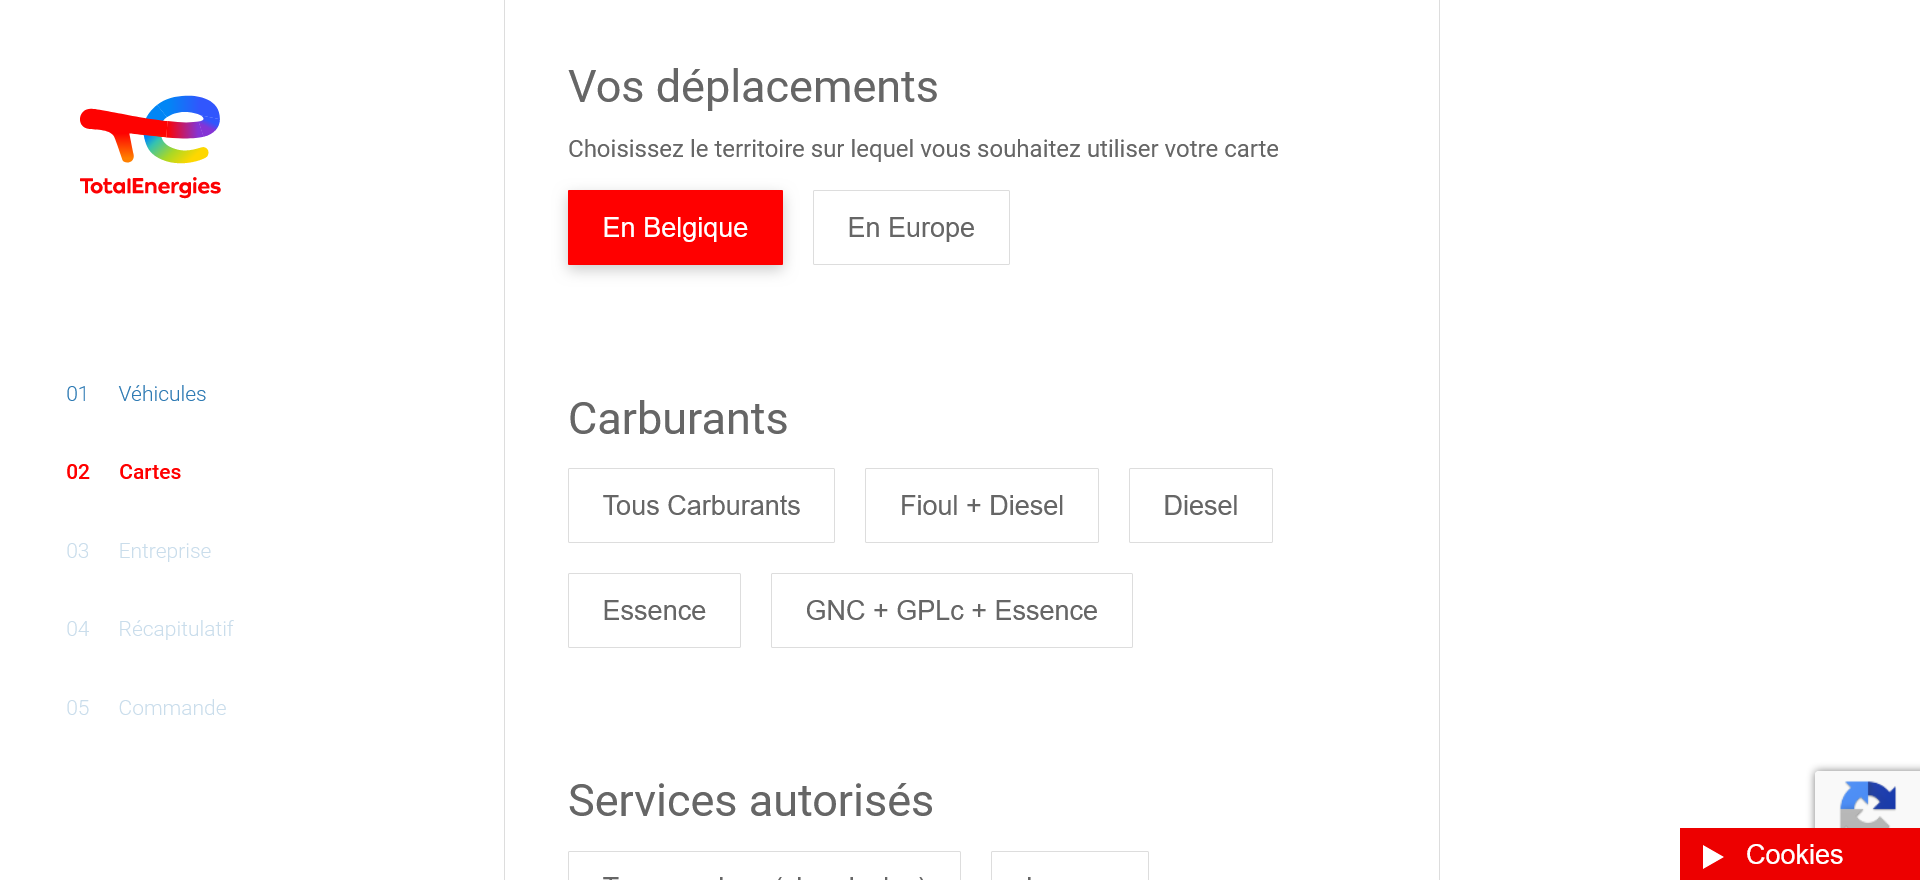 TotalEnergies
01 Véhicules
02 Cartes
03 Entreprise
04 Récapitulatif
05 Commande
Vos déplacements
Choisissez le territoire sur lequel vous souhaitez utiliser votre carte
En Belgique
En Europe
Carburants
Tous Carburants
Fioul + Diesel
Diesel
Essence
GNC + GPLc + Essence
Services autorisés
Cookies